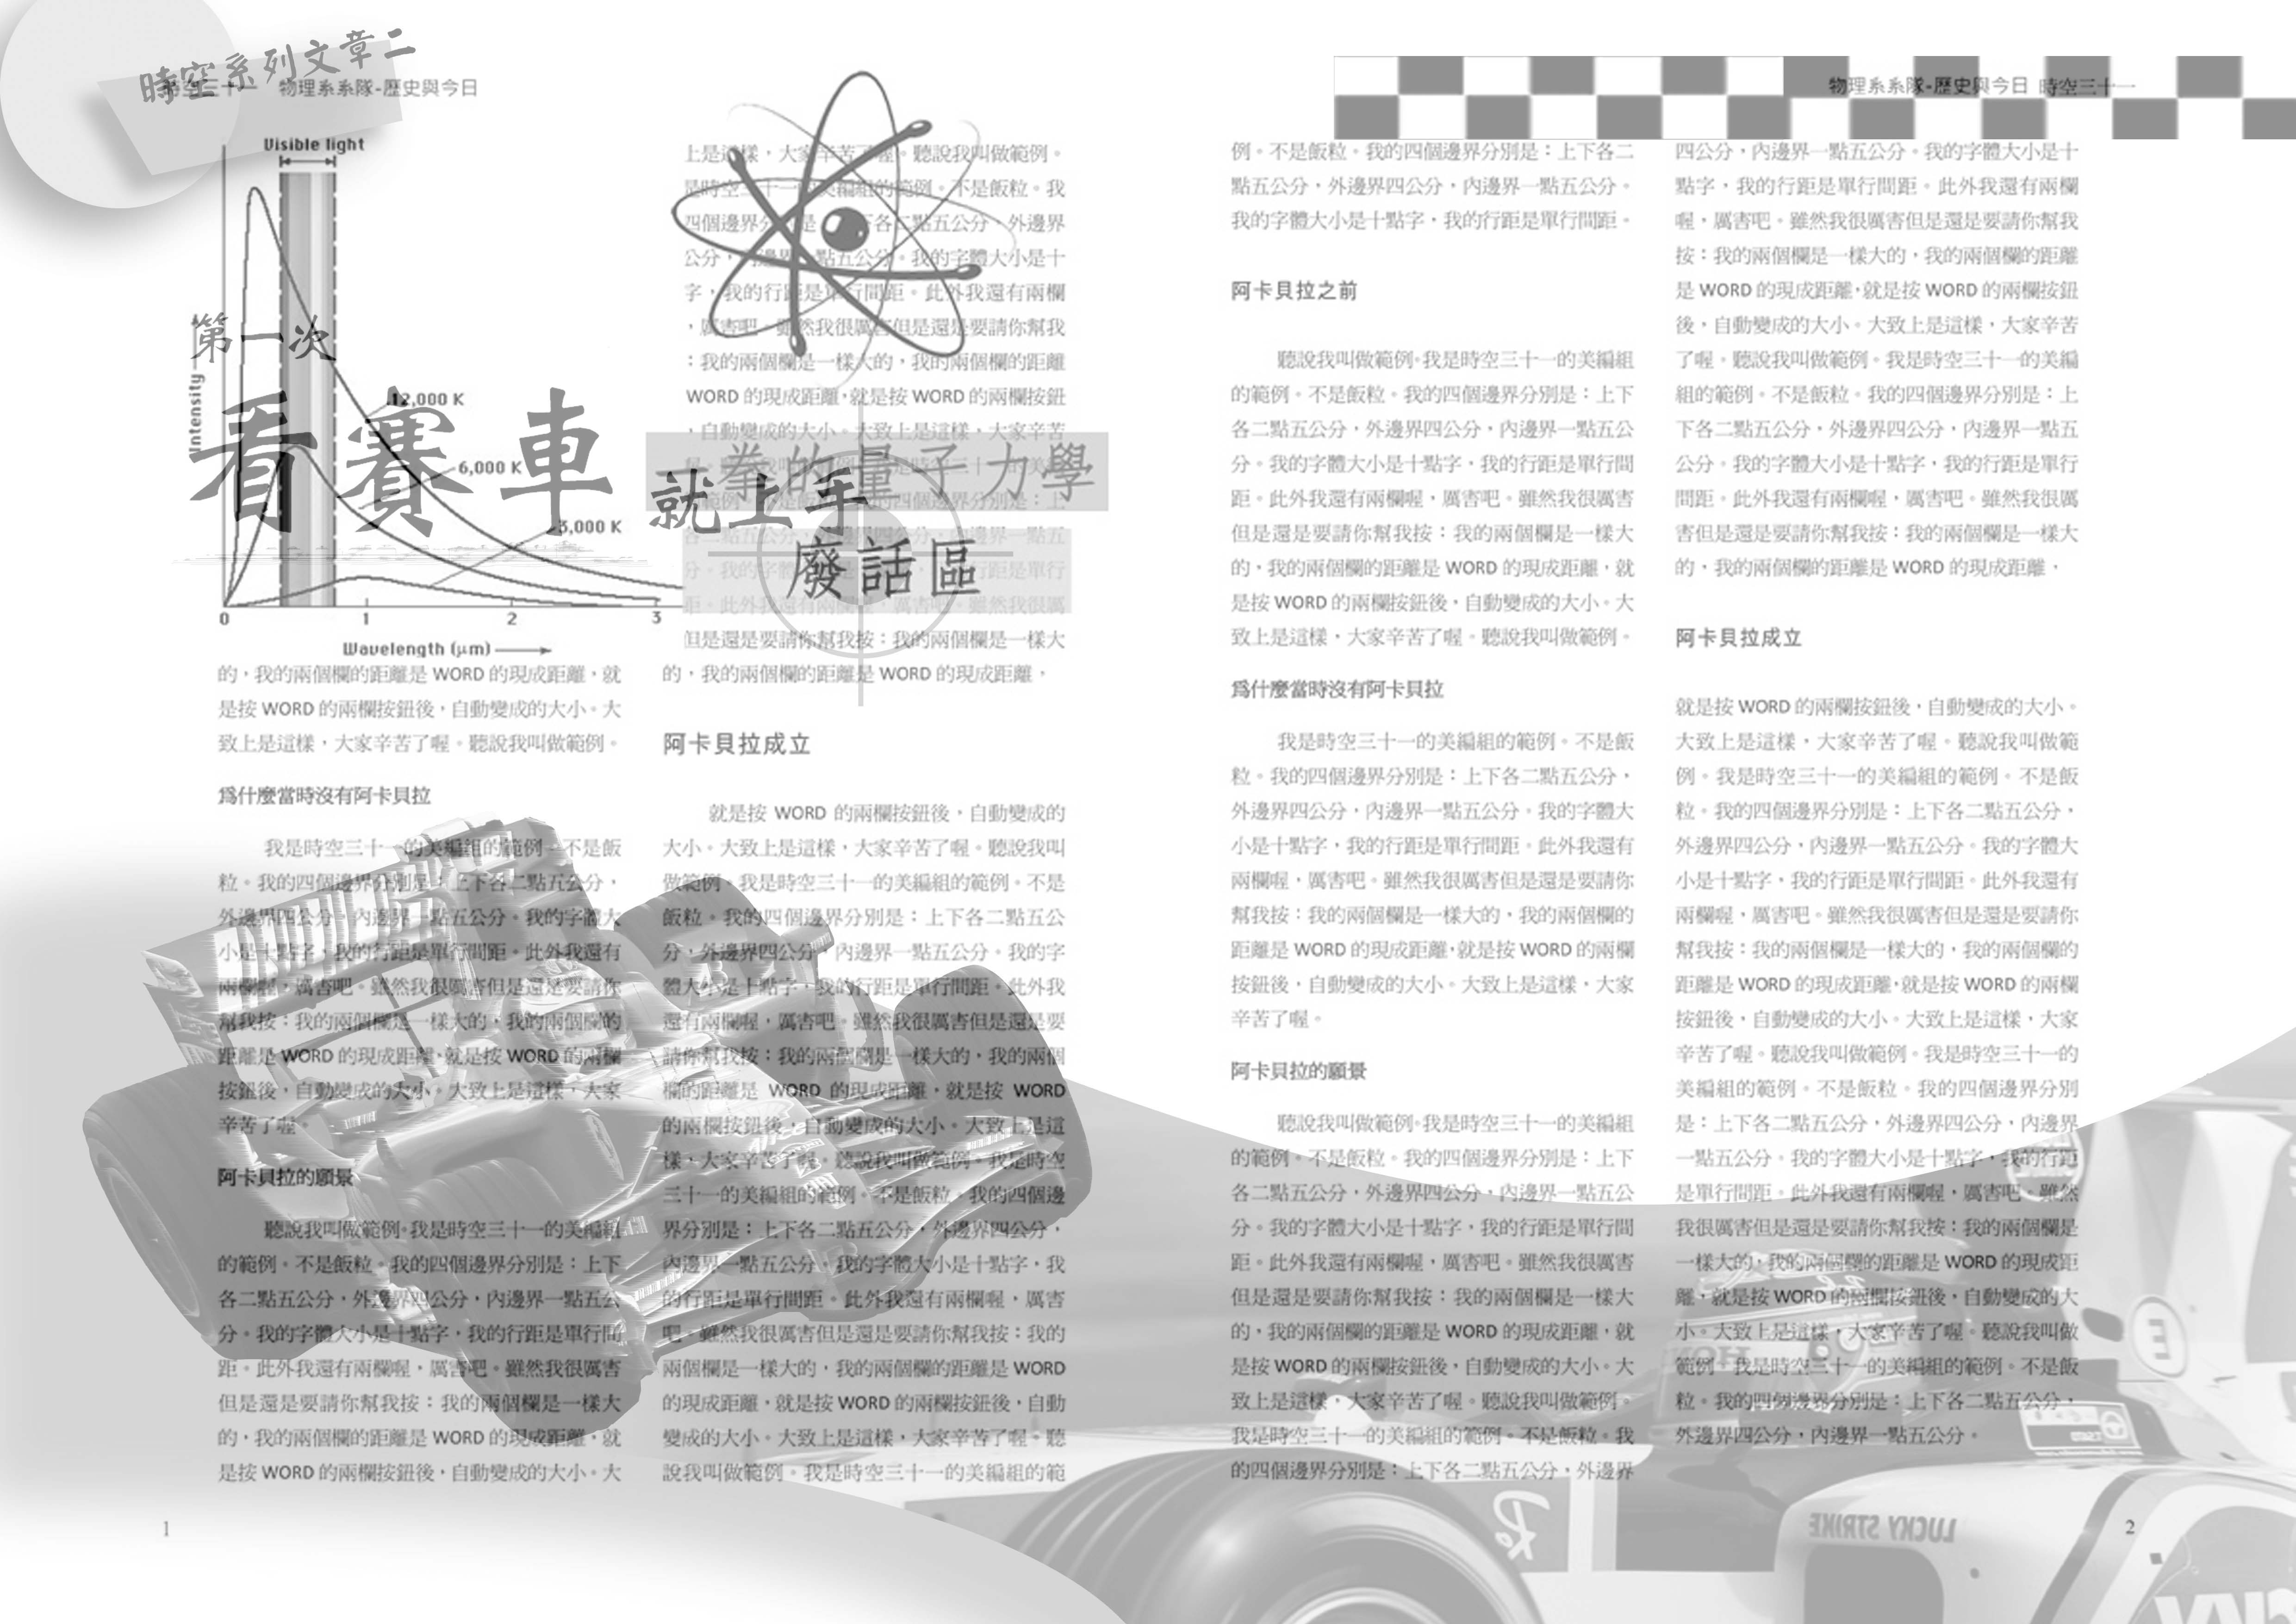 時空系列文章二
時空三十一 物理系系隊-歷史與今日
Visible light
Intensity
12,000 K
6,000 K
3,000 K
0 1 2 3
Wavelength (μm)
第一次
看賽車
就上手
拳的量子力學
廢話區
的，我的兩個欄的距離是 WORD 的現成距離，就
是按 WORD 的兩欄按鈕後，自動變成的大小。大
致上是這樣，大家辛苦了喔。聽說我叫做範例。
爲什麼當時沒有阿卡貝拉
我是時空三十一的美編組的範例。不是飯
粒。我的四個邊界分別是：上下各二點五公分，
外邊界四公分，內邊界一點五公分。我的字體大
小是十點字，我的行距是單行間距。此外我還有
兩欄喔，厲害吧。雖然我很厲害但是還是要請你
幫我按：我的兩個欄是一樣大的，我的兩個欄的
距離是 WORD 的現成距離，就是按 WORD 的兩欄
按鈕後，自動變成的大小。大致上是這樣，大家
辛苦了喔。
阿卡貝拉的願景
聽說我叫做範例。我是時空三十一的美編組
的範例。不是飯粒。我的四個邊界分別是：上下
各二點五公分，外邊界四公分，內邊界一點五公
分。我的字體大小是十點字，我的行距是單行間
距。此外我還有兩欄喔，厲害吧。雖然我很厲害
但是還是要請你幫我按：我的兩個欄是一樣大
的，我的兩個欄的距離是 WORD 的現成距離，就
是按 WORD 的兩欄按鈕後，自動變成的大小。大
上是這樣，大家辛苦了喔。聽說我叫做範例。
是時空三十一的美編組的範例。不是飯粒。我
四個邊界分 是 下各二點五公分，外邊界
公分，內邊界一點五公分。我的字體大小是十
字，我的行距是單行間距。此外我還有兩欄
，厲害吧。雖然我很厲害但是還是要請你幫我
：我的兩個欄是一樣大的，我的兩個欄的距離
WORD 的現成距離，就是按 WORD 的兩欄按鈕
，自動變成的大小。大致上是這樣，大家辛苦
但是還是要請你幫我按：我的兩個欄是一樣大
的，我的兩個欄的距離是 WORD 的現成距離，
阿卡貝拉成立
就是按 WORD 的兩欄按鈕後，自動變成的
大小。大致上是這樣，大家辛苦了喔。聽說我叫
做範例。我是時空三十一的美編組的範例。不是
飯粒。我的四個邊界分別是：上下各二點五公
分，外邊界四公分，內邊界一點五公分。我的字
體大小是十點字，我的行距是單行間距。此外我
還有兩欄喔，厲害吧。雖然我很厲害但是還是要
請你幫我按：我的兩個欄是一樣大的，我的兩個
欄的距離是 WORD 的現成距離，就是按 WORD
的兩欄按鈕後，自動變成的大小。大致上是這
樣，大家辛苦了喔。聽說我叫做範例。我是時空
三十一的美編組的範例。不是飯粒。我的四個邊
界分別是：上下各二點五公分，外邊界四公分，
內邊界一點五公分。我的字體大小是十點字，我
的行距是單行間距。此外我還有兩欄喔，厲害
吧。雖然我很厲害但是還是要請你幫我按：我的
兩個欄是一樣大的，我的兩個欄的距離是 WORD
的現成距離，就是按 WORD 的兩欄按鈕後，自動
變成的大小。大致上是這樣，大家辛苦了喔。聽
說我叫做範例。我是時空三十一的美編組的範
1
物理系系隊-歷史與今日 時空三十一
例。不是飯粒。我的四個邊界分別是：上下各二
點五公分，外邊界四公分，內邊界一點五公分。
我的字體大小是十點字，我的行距是單行間距。
阿卡貝拉之前
聽說我叫做範例。我是時空三十一的美編組
的範例。不是飯粒。我的四個邊界分別是：上下
各二點五公分，外邊界四公分，內邊界一點五公
分。我的字體大小是十點字，我的行距是單行間
距。此外我還有兩欄喔，厲害吧。雖然我很厲害
但是還是要請你幫我按：我的兩個欄是一樣大
的，我的兩個欄的距離是 WORD 的現成距離，就
是按 WORD 的兩欄按鈕後，自動變成的大小。大
致上是這樣，大家辛苦了喔。聽說我叫做範例。
爲什麼當時沒有阿卡貝拉
我是時空三十一的美編組的範例。不是飯
粒。我的四個邊界分別是：上下各二點五公分，
外邊界四公分，內邊界一點五公分。我的字體大
小是十點字，我的行距是單行間距。此外我還有
兩欄喔，厲害吧。雖然我很厲害但是還是要請你
幫我按：我的兩個欄是一樣大的，我的兩個欄的
距離是 WORD 的現成距離，就是按 WORD 的兩欄
按鈕後，自動變成的大小。大致上是這樣，大家
辛苦了喔。
阿卡貝拉的願景
聽說我叫做範例。我是時空三十一的美編組
的範例。不是飯粒。我的四個邊界分別是：上下
各二點五公分，外邊界四公分，內邊界一點五公
分。我的字體大小是十點字，我的行距是單行間
距。此外我還有兩欄喔，厲害吧。雖然我很厲害
但是還是要請你幫我按：我的兩個欄是一樣大
的，我的兩個欄的距離是 WORD 的現成距離，就
是按 WORD 的兩欄按鈕後，自動變成的大小。大
致上是這樣，大家辛苦了喔。聽說我叫做範例。
我是時空三十一的美編組的範例。不是飯粒。我
的四個邊界分別是：上下各二點五公分，外邊界
四公分，內邊界一點五公分。我的字體大小是十
點字，我的行距是單行間距。此外我還有兩欄
喔，厲害吧。雖然我很厲害但是還是要請你幫我
按：我的兩個欄是一樣大的，我的兩個欄的距離
是 WORD 的現成距離，就是按 WORD 的兩欄按鈕
後，自動變成的大小。大致上是這樣，大家辛苦
了喔。聽說我叫做範例。我是時空三十一的美編
組的範例。不是飯粒。我的四個邊界分別是：上
下各二點五公分，外邊界四公分，內邊界一點五
公分。我的字體大小是十點字，我的行距是單行
間距。此外我還有兩欄喔，厲害吧。雖然我很厲
害但是還是要請你幫我按：我的兩個欄是一樣大
的，我的兩個欄的距離是 WORD 的現成距離，
阿卡貝拉成立
就是按 WORD 的兩欄按鈕後，自動變成的大小。
大致上是這樣，大家辛苦了喔。聽說我叫做範
例。我是時空三十一的美編組的範例。不是飯
粒。我的四個邊界分別是：上下各二點五公分，
外邊界四公分，內邊界一點五公分。我的字體大
小是十點字，我的行距是單行間距。此外我還有
兩欄喔，厲害吧。雖然我很厲害但是還是要請你
幫我按：我的兩個欄是一樣大的，我的兩個欄的
距離是 WORD 的現成距離，就是按 WORD 的兩欄
按鈕後，自動變成的大小。大致上是這樣，大家
辛苦了喔。聽說我叫做範例。我是時空三十一的
美編組的範例。不是飯粒。我的四個邊界分別
是：上下各二點五公分，外邊界四公分，內邊界
一點五公分。我的字體大小是十點字，我的行距
是單行間距。此外我還有兩欄喔，厲害吧。雖然
我很厲害但是還是要請你幫我按：我的兩個欄是
一樣大的，我的兩個欄的距離是 WORD 的現成距
離，就是按 WORD 的兩欄按鈕後，自動變成的大
小。大致上是這樣，大家辛苦了喔。聽說我叫做
範例。我是時空三十一的美編組的範例。不是飯
粒。我的四個邊界分別是：上下各二點五公分，
外邊界四公分，內邊界一點五公分。
E
LUCKY STRIKE
2